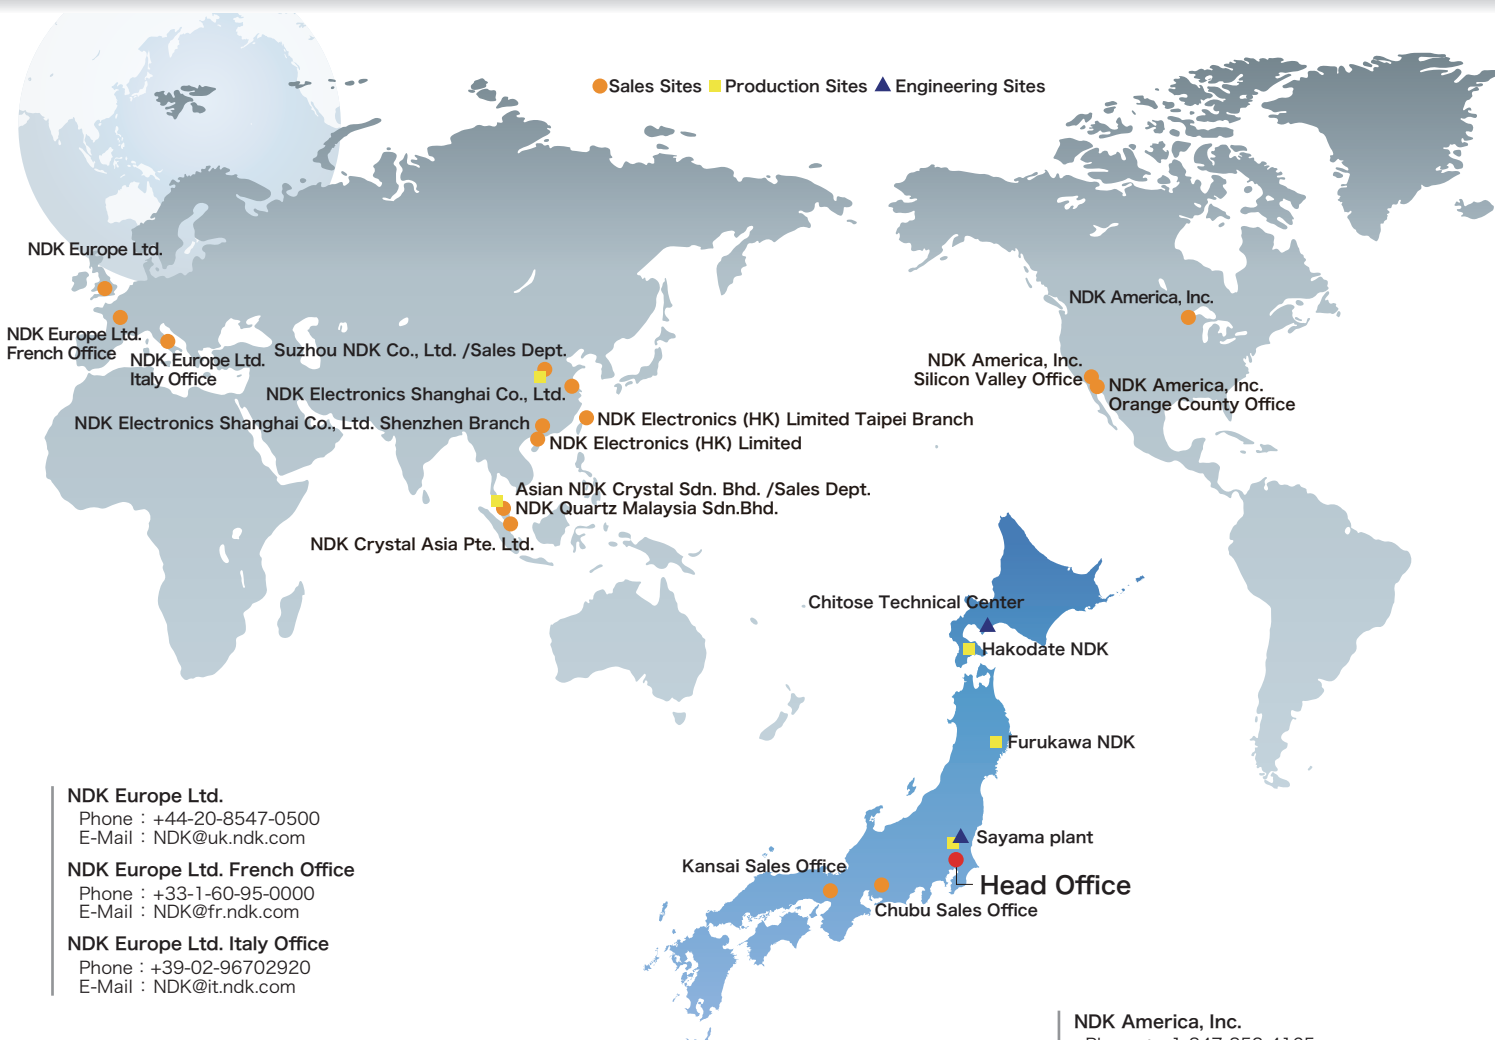 Sales Sites Production Sites Engineering Sites
NDK Europe Ltd.
NDK Europe Ltd.
French Office
NDK Europe Ltd.
Italy Office
Suzhou NDK Co., Ltd. /Sales Dept.
NDK Electronics Shanghai Co., Ltd.
NDK Electronics Shanghai Co., Ltd. Shenzhen Branch
NDK Electronics (HK) Limited Taipei Branch
NDK Electronics (HK) Limited
Asian NDK Crystal Sdn. Bhd. /Sales Dept.
NDK Quartz Malaysia Sdn.Bhd.
NDK Crystal Asia Pte. Ltd.
NDK America, Inc.
NDK America, Inc.
Silicon Valley Office
NDK America, Inc.
Orange County Office
Chitose Technical Center
Hakodate NDK
Furukawa NDK
Sayama plant
Head Office
Kansai Sales Office
Chubu Sales Office
NDK Europe Ltd.
Phone : +44-20-8547-0500
E-Mail : NDK@uk.ndk.com
NDK Europe Ltd. French Office
Phone : +33-1-60-95-0000
E-Mail : NDK@fr.ndk.com
NDK Europe Ltd. Italy Office
Phone : +39-02-96702920
E-Mail : NDK@it.ndk.com
NDK America, Inc.